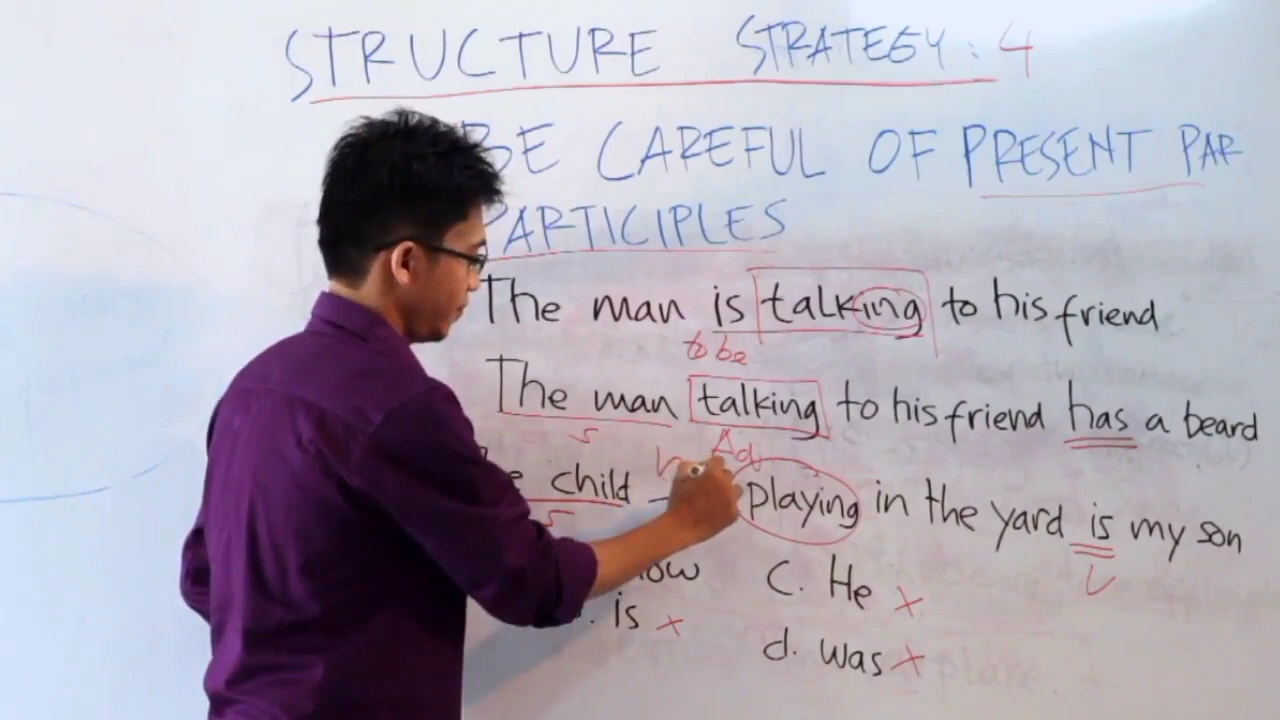 STRUCTURE STRATEGY: 4
BE CAREFUL OF PRESENT PAR
PARTICIPLES
The man is talking to his friend
to be
The man talking to his friend has a beard
s
child playing in the yard is my son
s
v
C. He x
is x
d. was x